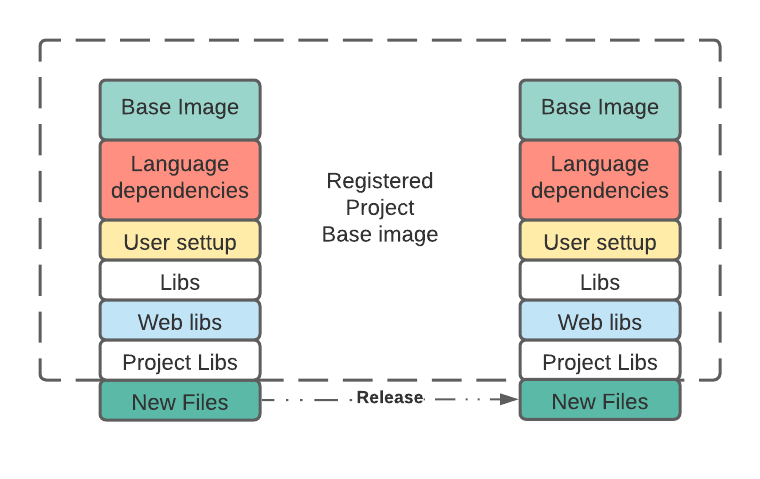 Base Image
Language
dependencies
User settup
Libs
Web libs
Project Libs
New Files
Registered
Project
Base image
Release
Base Image
Language
dependencies
User settup
Libs
Web libs
Project Libs
New Files